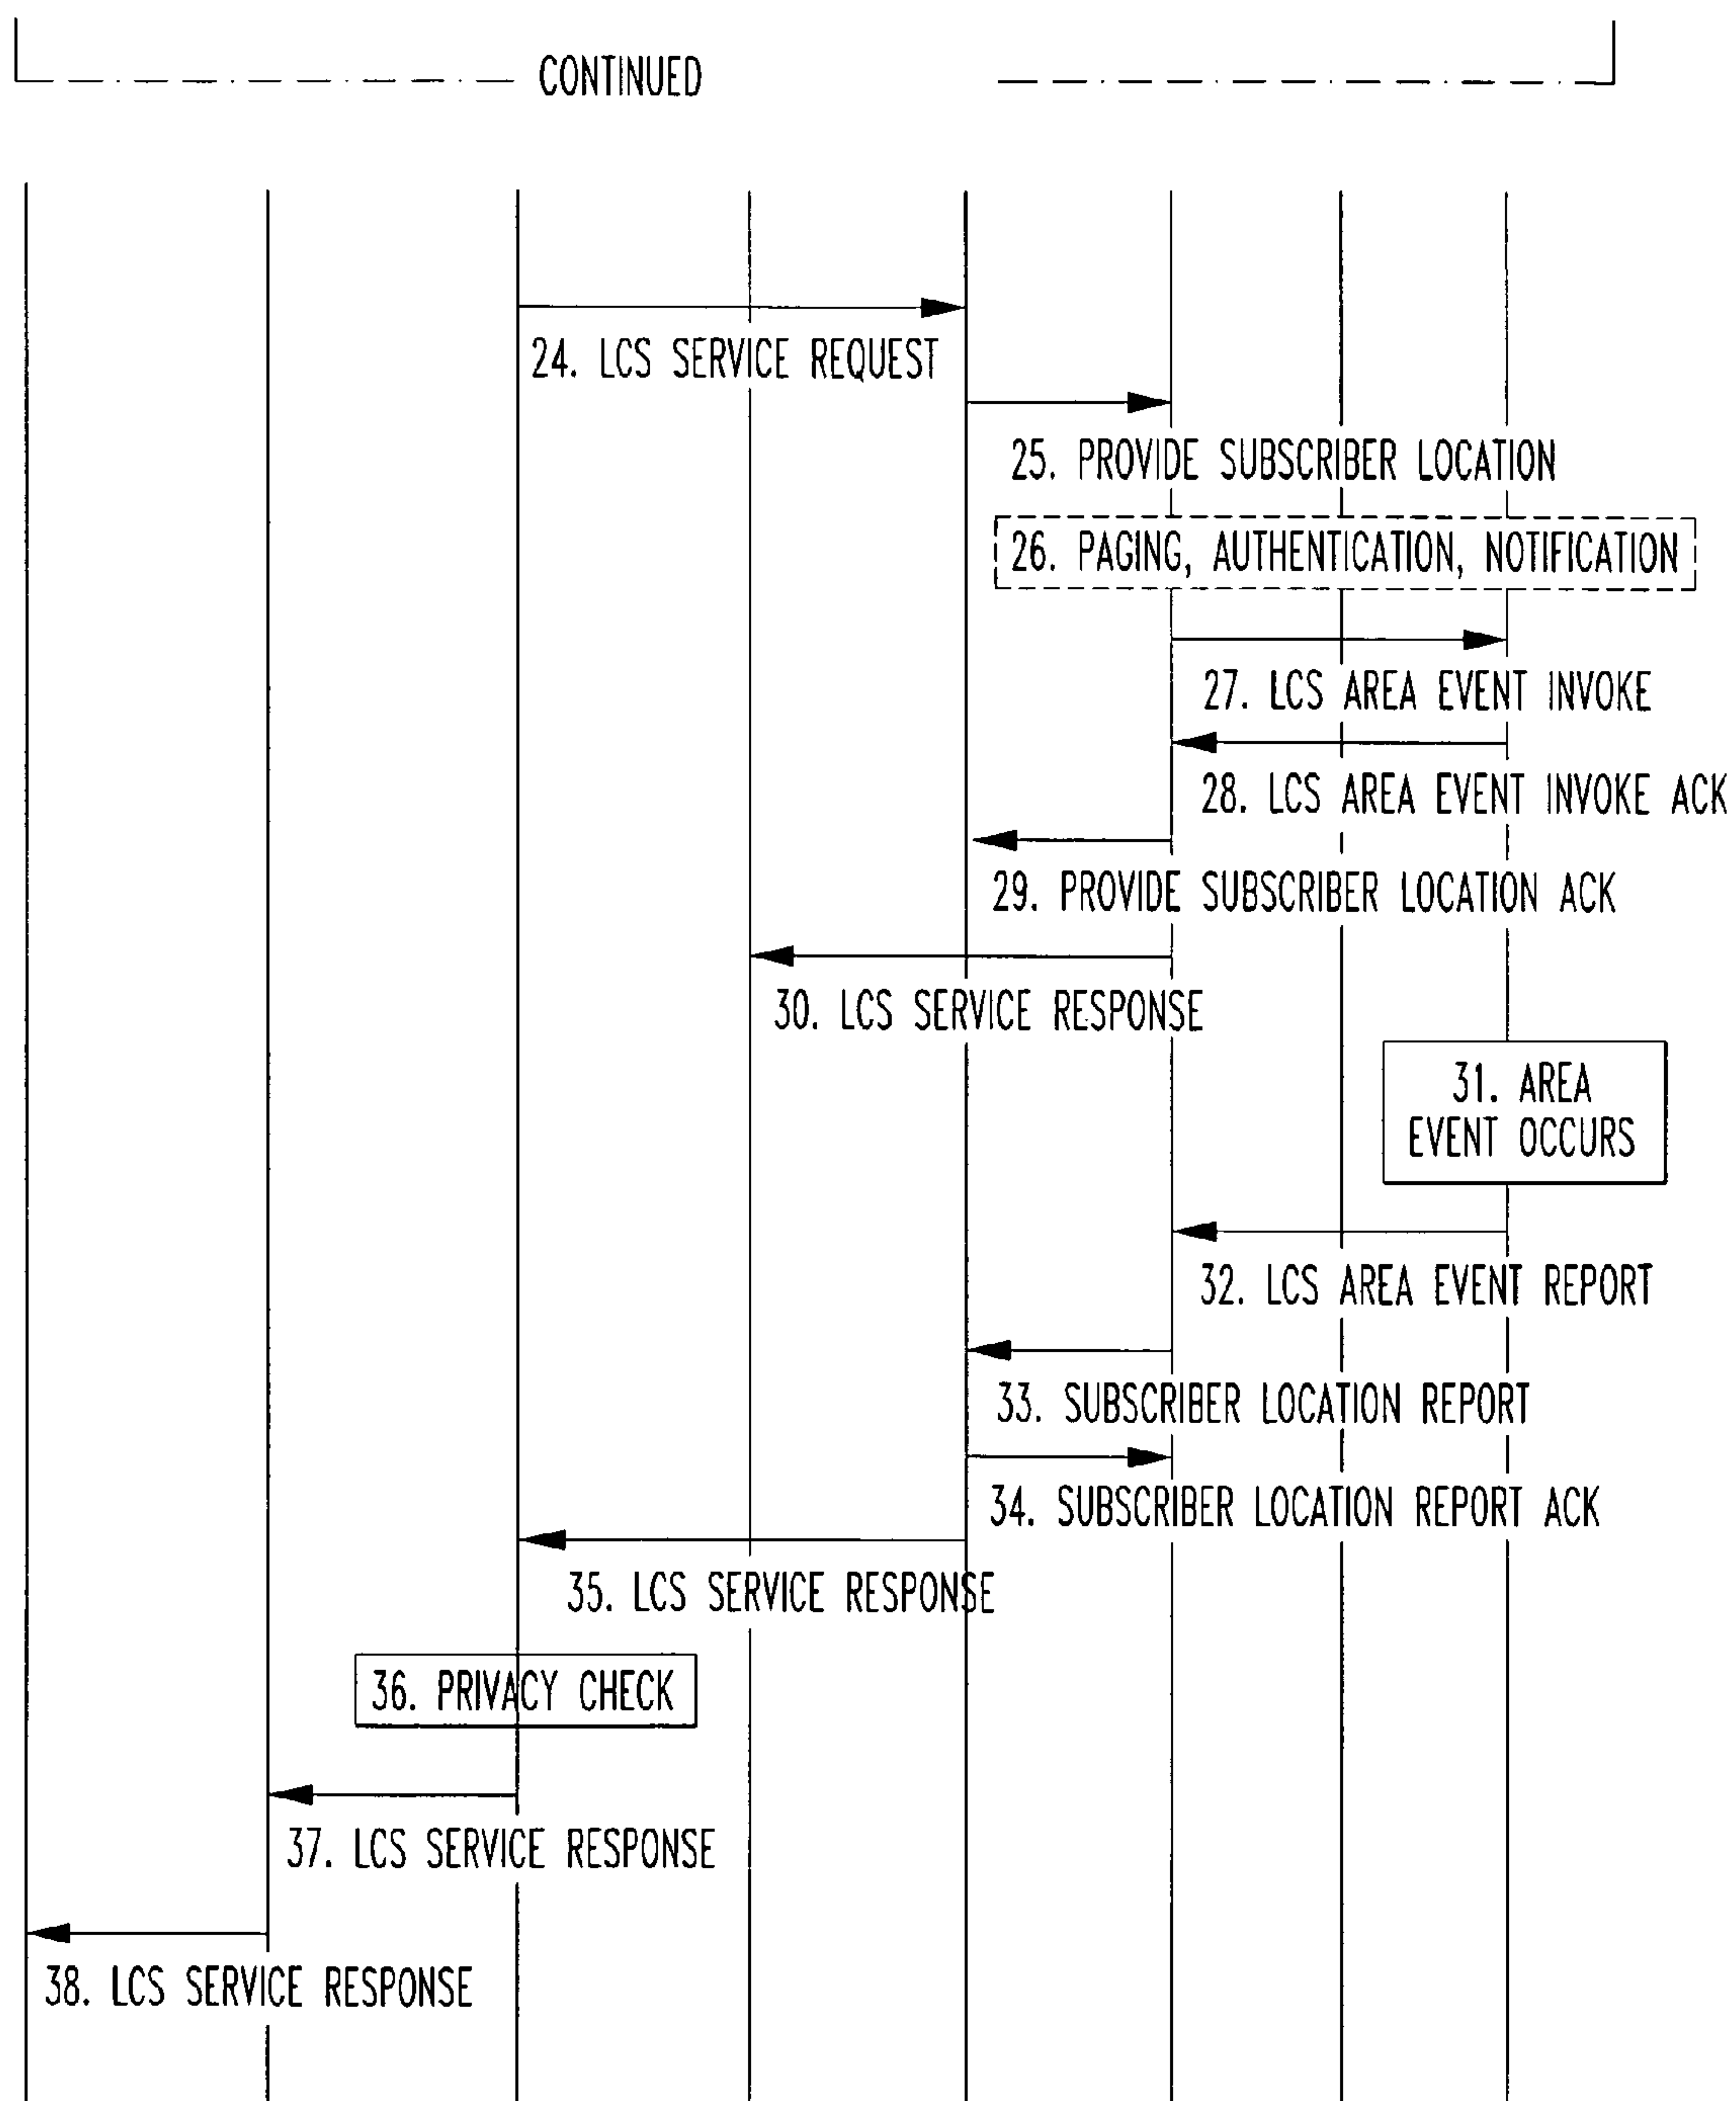 CONTINUED
24. LCS SERVICE REQUEST
25. PROVIDE SUBSCRIBER LOCATION
26. PAGING, AUTHENTICATION, NOTIFICATION
27. LCS AREA EVENT INVOKE
28. LCS AREA EVENT INVOKE ACK
29. PROVIDE SUBSCRIBER LOCATION ACK
30. LCS SERVICE RESPONSE
31. AREA
EVENT OCCURS
32. LCS AREA EVENT REPORT
33. SUBSCRIBER LOCATION REPORT
34. SUBSCRIBER LOCATION REPORT ACK
35. LCS SERVICE RESPONSE
36. PRIVACY CHECK
37. LCS SERVICE RESPONSE
38. LCS SERVICE RESPONSE